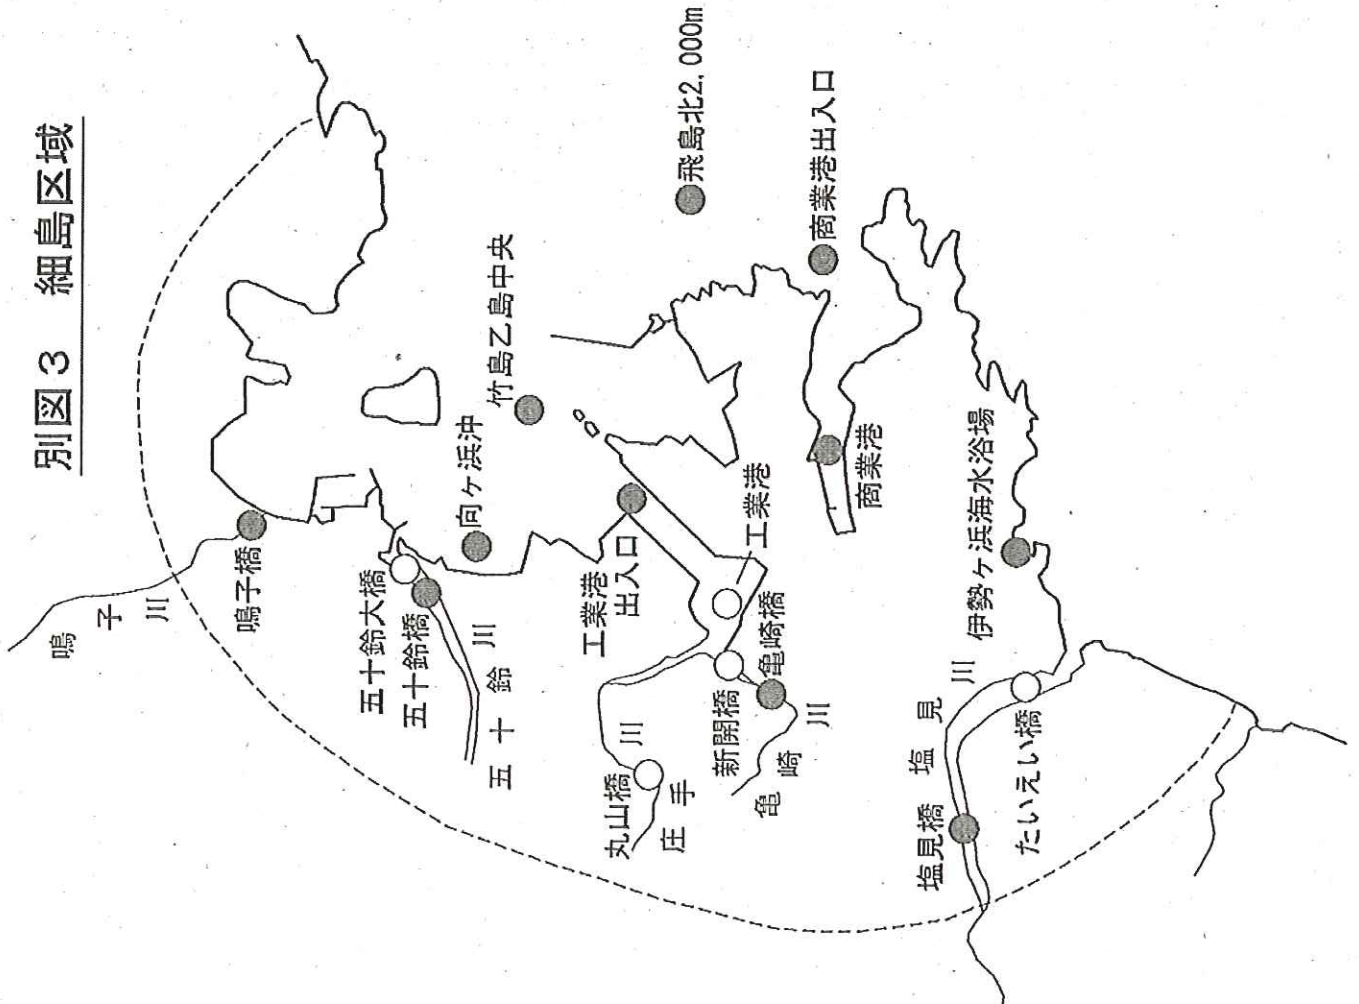 別図3 細島区域
鳴子川
鳴子橋
五十鈴大橋
五十鈴橋
五十鈴川
向ヶ浜沖
竹島乙島中央
飛島北2,000m
工業港
出入口
工業港
丸山橋
庄手川
新開橋
亀崎橋
亀崎川
商業港出入口
商業港
伊勢ヶ浜海水浴場
塩見川
塩見橋
たいえい橋